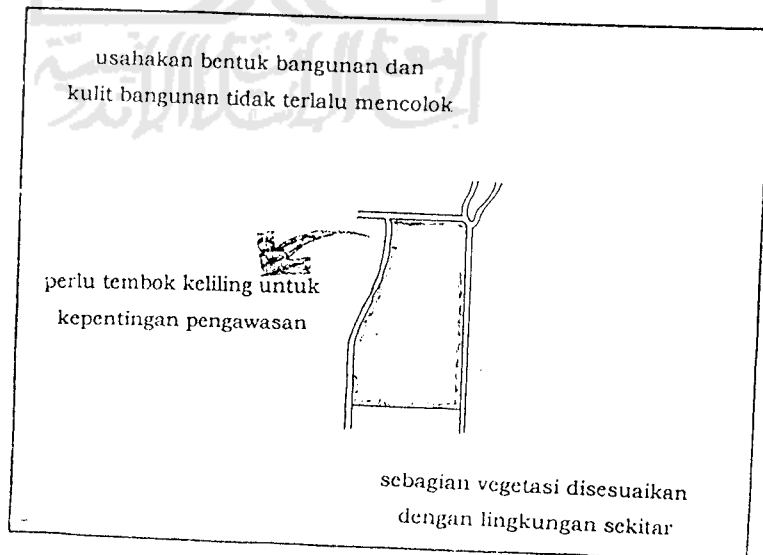 usahakan bentuk bangunan dan
kulit bangunan tidak terlalu mencolok
perlu tembok keliling untuk
kepentingan pengawasan
sebagian vegetasi disesuaikan
dengan lingkungan sekitar